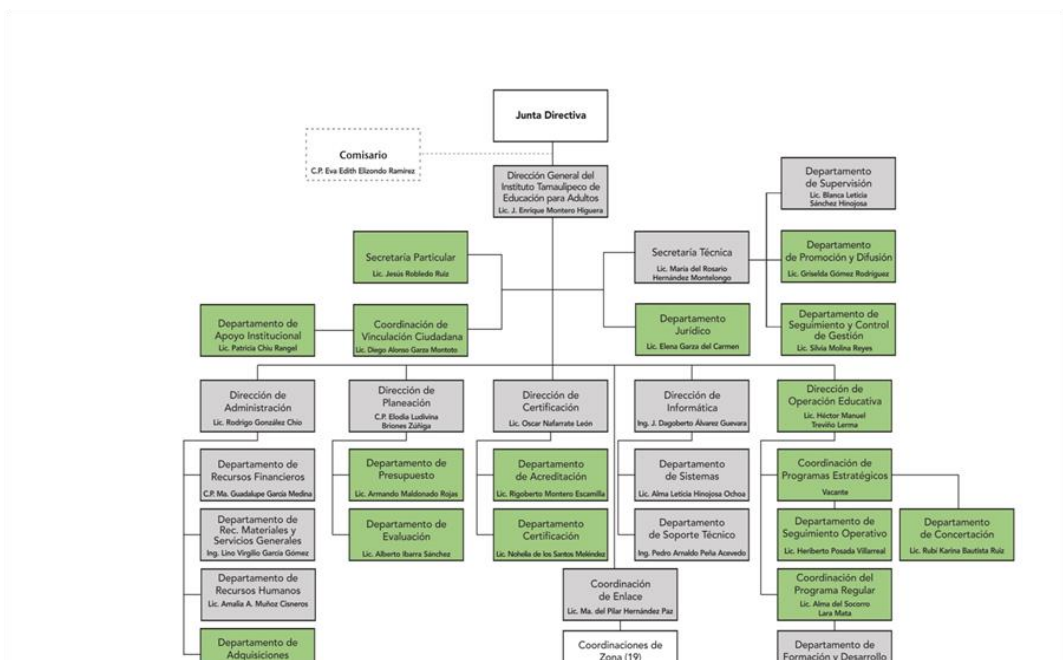 Junta Directiva
Comisario
C.P. Eva Edith Elizondo Ramírez
Dirección General del
Instituto Tamaulipeco de
Educación para Adultos
Lic. J. Enrique Montero Higuera
Departamento
de Supervisión
Lic. Blanca Leticia
Sánchez Hinojosa
Secretaría Particular
Lic. Jesús Robledo Ruiz
Secretaría Técnica
Lic. María del Rosario
Hernández Montelongo
Departamento
de Promoción y Difusión
Lic. Griselda Gómez Rodríguez
Departamento de
Apoyo Institucional
Lic. Patricia Chiu Rangel
Coordinación de
Vinculación Ciudadana
Lic. Diego Alonso Garza Montoto
Departamento
Jurídico
Lic. Elena Garza del Carmen
Departamento de
Seguimiento y Control
de Gestión
Lic. Silvia Molina Reyes
Dirección de
Administración
Lic. Rodrigo González Chio
Dirección de
Planeación
C.P. Elodia Ludivina
Briones Zúñiga
Dirección de
Certificación
Lic. Oscar Nafarrate León
Dirección de
Informática
Ing. J. Dagoberto Álvarez Guevara
Dirección de
Operación Educativa
Lic. Héctor Manuel
Treviño Lerma
Departamento de
Recursos Financieros
C.P. Ma. Guadalupe García Medina
Departamento de
Presupuesto
Lic. Armando Maldonado Rojas
Departamento
de Acreditación
Lic. Rigoberto Montero Escamilla
Departamento
de Sistemas
Lic. Alma Leticia Hinojosa Ochoa
Coordinación de
Programas Estratégicos
Vacante
Departamento de
Rec. Materiales y
Servicios Generales
Ing. Lino Virgilio García Gómez
Departamento de
Evaluación
Lic. Alberto Ibarra Sánchez
Departamento
Certificación
Lic. Nohelia de los Santos Meléndez
Departamento
de Soporte Técnico
Ing. Pedro Arnaldo Peña Acevedo
Departamento de
Seguimiento Operativo
Lic. Heriberto Posada Villarreal
Departamento
de Concertación
Lic. Rubí Karina Bautista Ruiz
Departamento de
Recursos Humanos
Lic. Amalia A. Muñoz Cisneros
Coordinación
de Enlace
Lic. Ma. del Pilar Hernández Paz
Coordinación del
Programa Regular
Lic. Alma del Socorro
Lara Mata
Departamento de
Adquisiciones
Coordinaciones de
Zona (19)
Departamento de
Formación y Desarrollo